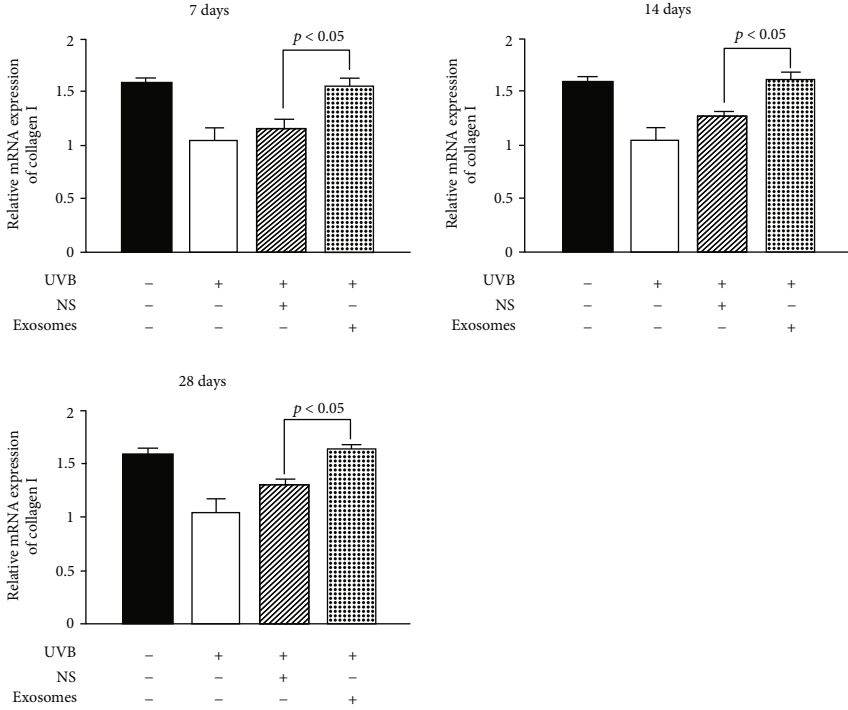 7 days
Relative mRNA expression
of collagen I
2
1.5
1
0.5
0
p < 0.05
UVB – + + +
NS – – + –
Exosomes – – – +
14 days
Relative mRNA expression
of collagen I
2
1.5
1
0.5
0
p < 0.05
UVB – + + +
NS – – + –
Exosomes – – – +
28 days
Relative mRNA expression
of collagen I
2
1.5
1
0.5
0
p < 0.05
UVB – + + +
NS – – + –
Exosomes – – – +